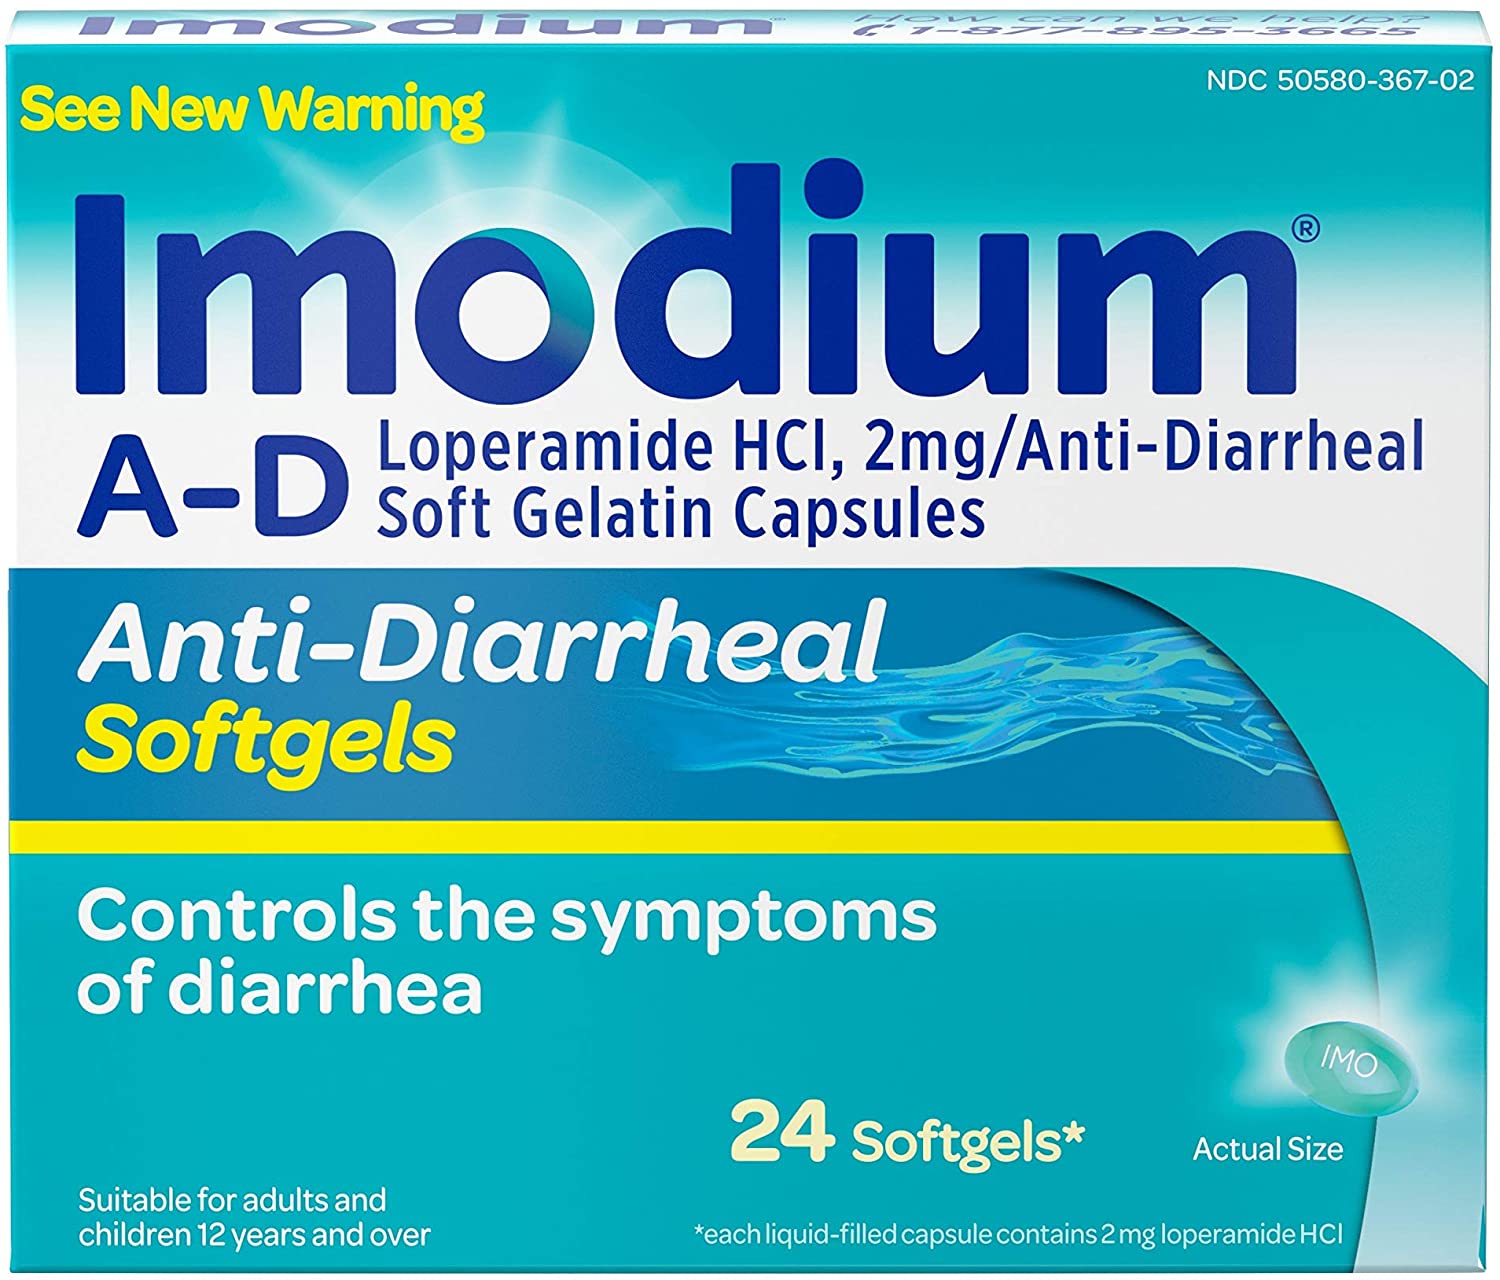 Imodium®
How can we help?
1-877-895-3665
See New Warning
NDC 50580-367-02
Imodium®
A-D
Loperamide HCl, 2mg/Anti-Diarrheal
Soft Gelatin Capsules
Anti-Diarrheal
Softgels
Controls the symptoms
of diarrhea
IMO
24 Softgels*
Actual Size
Suitable for adults and
children 12 years and over
*each liquid-filled capsule contains 2 mg loperamide HCl